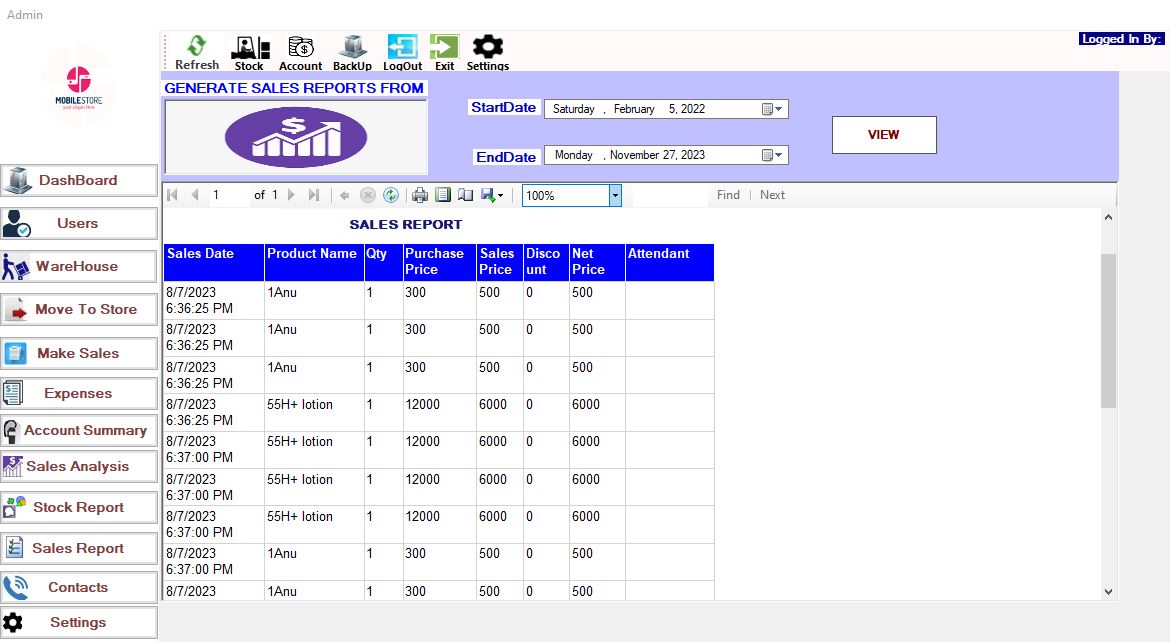 Admin
Logged In By:
Refresh Stock Account BackUp LogOut Exit Settings
MOBILESTORE
GENERATE SALES REPORTS FROM
StartDate Saturday , February 5, 2022
EndDate Monday , November 27, 2023
VIEW
DashBoard
Users
WareHouse
Move To Store
Make Sales
Expenses
Account Summary
Sales Analysis
Stock Report
Sales Report
Contacts
Settings
1 of 1 100% Find | Next
SALES REPORT
Sales Date Product Name Qty Purchase Price Sales Price Disco unt Net Price Attendant
8/7/2023 1Anu 1 300 500 0 500
6:36:25 PM
8/7/2023 1Anu 1 300 500 0 500
6:36:25 PM
8/7/2023 1Anu 1 300 500 0 500
6:36:25 PM
8/7/2023 55H+ lotion 1 12000 6000 0 6000
6:36:25 PM
8/7/2023 55H+ lotion 1 12000 6000 0 6000
6:37:00 PM
8/7/2023 55H+ lotion 1 12000 6000 0 6000
6:37:00 PM
8/7/2023 55H+ lotion 1 12000 6000 0 6000
6:37:00 PM
8/7/2023 1Anu 1 300 500 0 500
6:37:00 PM
8/7/2023 1Anu 1 300 500 0 500